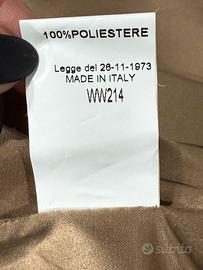 100%POLIESTERE
Legge del 26-11-1973
MADE IN ITALY
WW214
subito